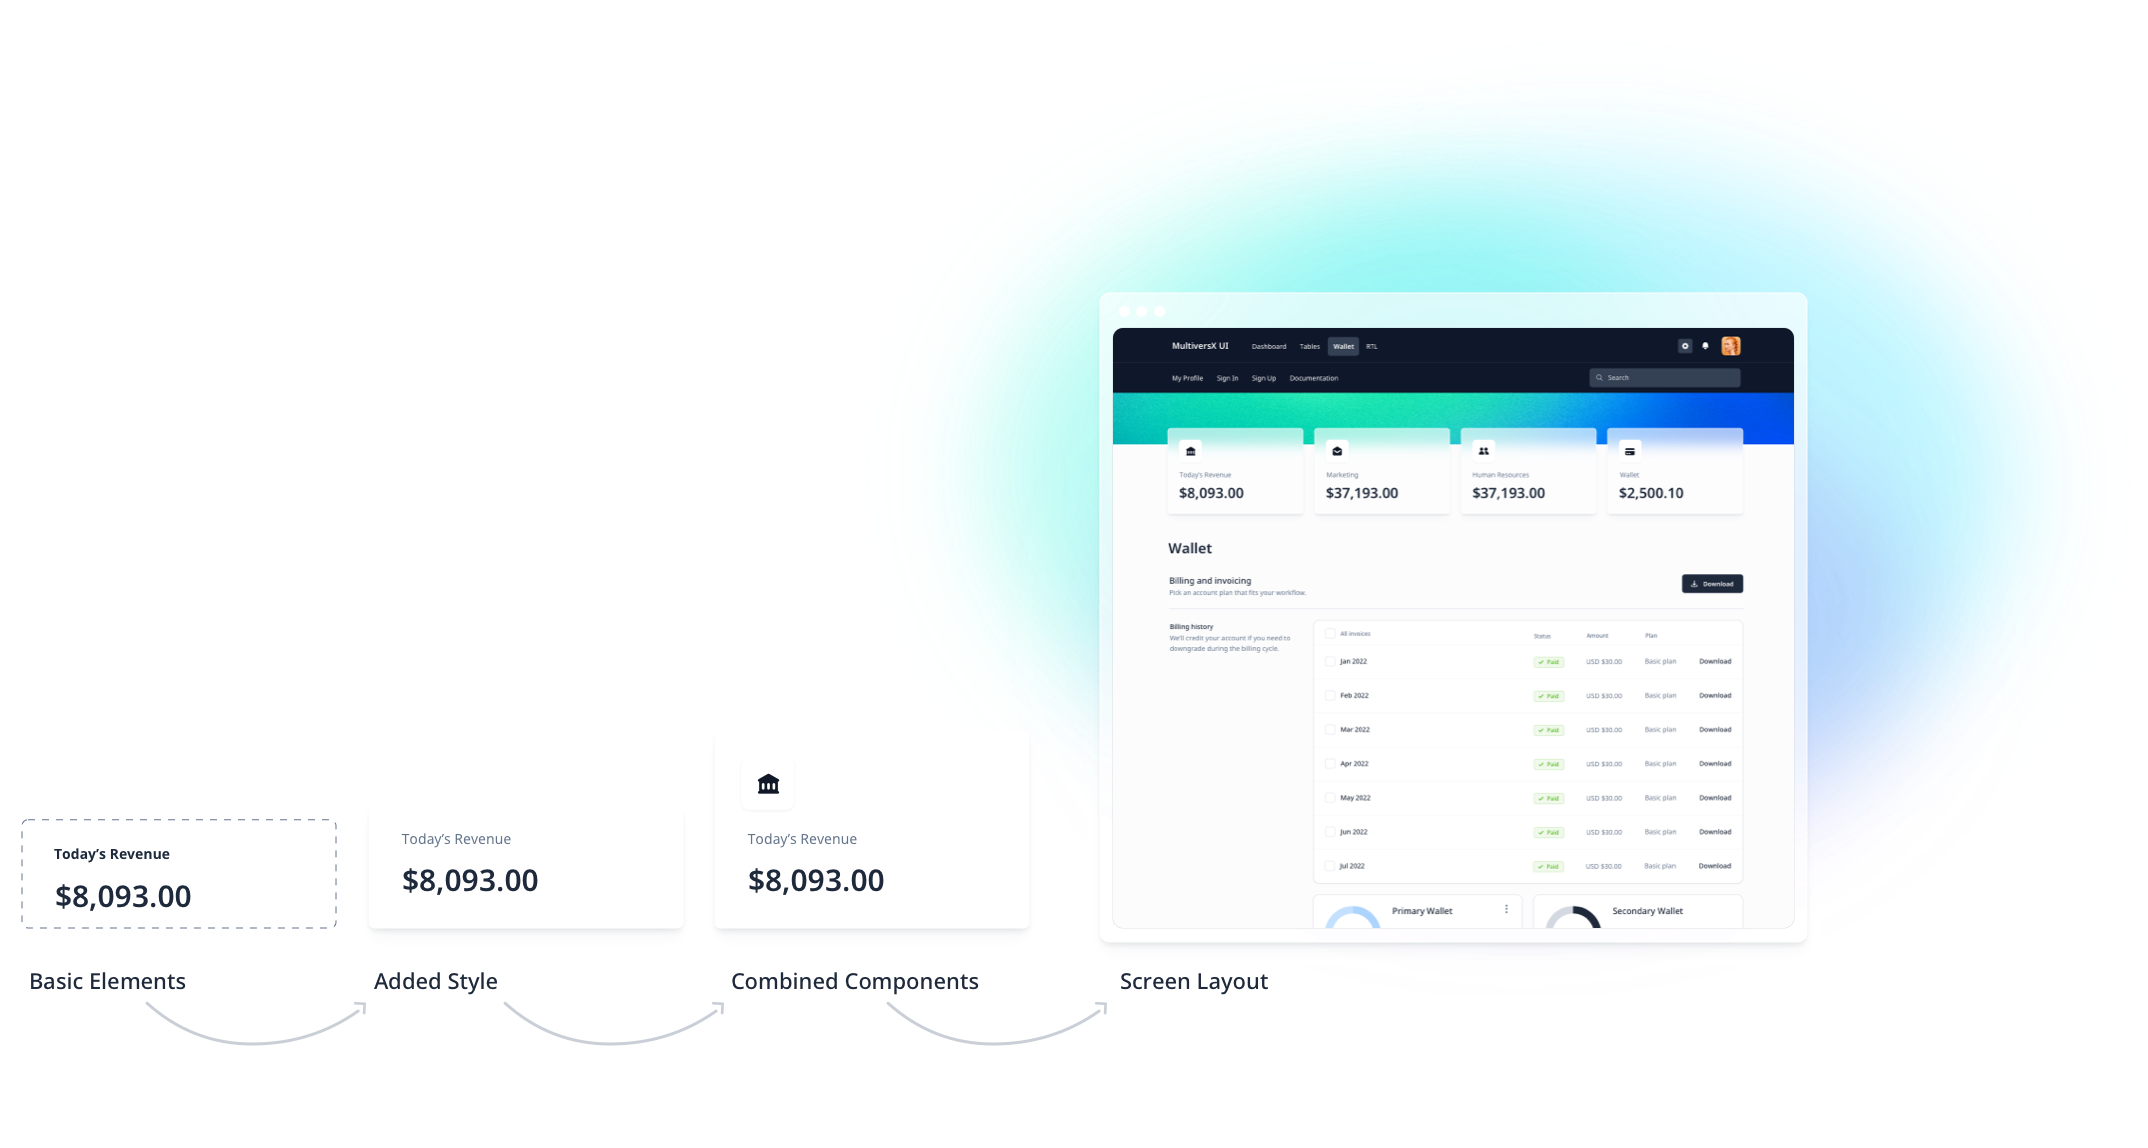 Today's Revenue
$8,093.00
Basic Elements
Today's Revenue
$8,093.00
Added Style
Today's Revenue
$8,093.00
Combined Components
MultiversX UI Dashboard Tables Wallet RTL
My Profile Sign In Sign Up Documentation Search
Today's Revenue
$8,093.00
Marketing
$37,193.00
Human Resources
$37,193.00
Wallet
$2,500.10
Wallet
Billing and invoicing
Pick an account plan that fits your workflow.
Download
Billing history
We'll credit your account if you need to
downgrade during the billing cycle.
All invoices Status Amount Plan
Jan 2022 Paid USD $30.00 Basic plan Download
Feb 2022 Paid USD $30.00 Basic plan Download
Mar 2022 Paid USD $30.00 Basic plan Download
Apr 2022 Paid USD $30.00 Basic plan Download
May 2022 Paid USD $30.00 Basic plan Download
Jun 2022 Paid USD $30.00 Basic plan Download
Jul 2022 Paid USD $30.00 Basic plan Download
Primary Wallet
Secondary Wallet
Screen Layout